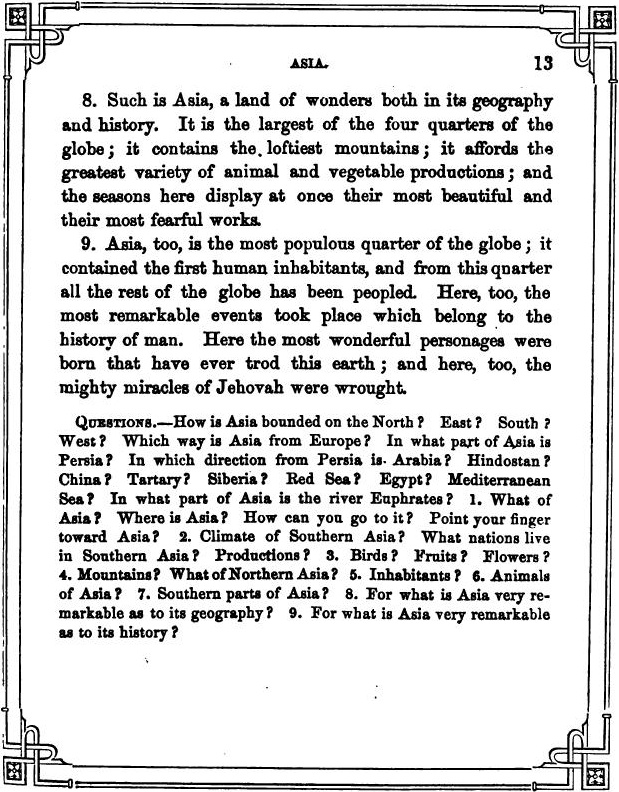 ASIA.
13
8. Such is Asia, a land of wonders both in its geography
and history. It is the largest of the four quarters of the
globe; it contains the loftiest mountains; it affords the
greatest variety of animal and vegetable productions; and
the seasons here display at once their most beautiful and
their most fearful works.
9. Asia, too, is the most populous quarter of the globe; it
contained the first human inhabitants, and from this quarter
all the rest of the globe has been peopled. Here, too, the
most remarkable events took place which belong to the
history of man. Here the most wonderful personages were
born that have ever trod this earth; and here, too, the
mighty miracles of Jehovah were wrought.
QUESTIONS.—How is Asia bounded on the North? East? South?
West? Which way is Asia from Europe? In what part of Asia is
Persia? In which direction from Persia is Arabia? Hindostan?
China? Tartary? Siberia? Red Sea? Egypt? Mediterranean
Sea? In what part of Asia is the river Euphrates? 1. What of
Asia? Where is Asia? How can you go to it? Point your finger
toward Asia? 2. Climate of Southern Asia? What nations live
in Southern Asia? Productions? 3. Birds? Fruits? Flowers?
4. Mountains? What of Northern Asia? 5. Inhabitants? 6. Animals
of Asia? 7. Southern parts of Asia? 8. For what is Asia very re-
markable as to its geography? 9. For what is Asia very remarkable
as to its history?